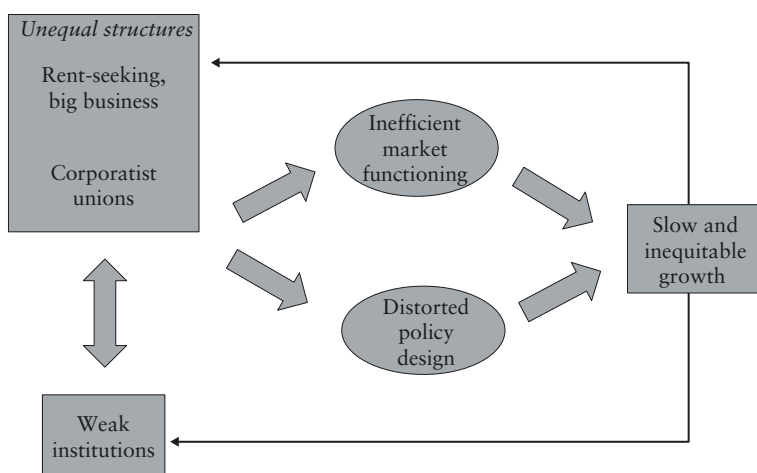 Unequal structures
Rent-seeking,
big business
Corporatist
unions
Inefficient
market
functioning
Distorted
policy
design
Slow and
inequitable
growth
Weak
institutions